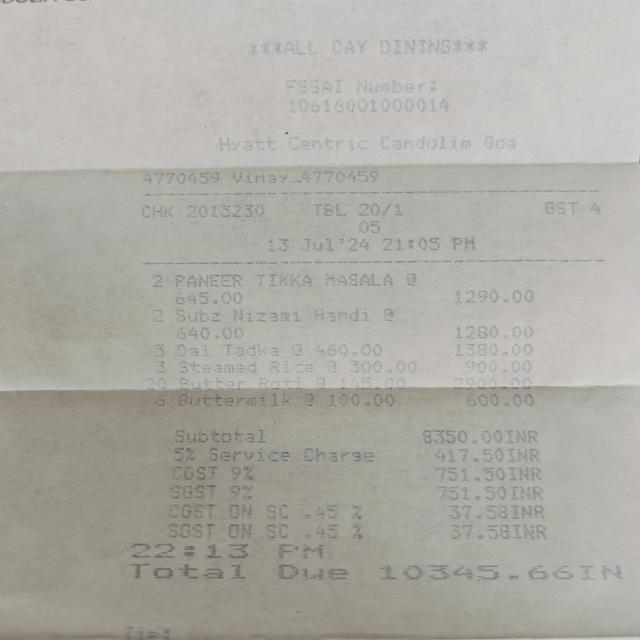 ***ALL DAY DINING***
FSSAI Number:
10618001000014
Hyatt Centric Candolim Goa
4770459 Vinay 4770459
CHK 2013230 TBL 20/1 GST 4
05
13 Jul'24 21:05 PM
2 PANEER TIKKA MASALA @
645.00 1290.00
2 Subz Nizami Handi @
640.00 1280.00
3 Dal Tadka @ 460.00 1380.00
3 Steamed Rice @ 300.00 900.00
20 Butter Roti @ 145.00 2900.00
6 Buttermilk @ 100.00 600.00
Subtotal 8350.00INR
5% Service Charge 417.50INR
CGST 9% 751.50INR
SGST 9% 751.50INR
CGST ON SC .45 % 37.58INR
SGST ON SC .45 % 37.58INR
22:13 PM
Total Due 10345.66IN